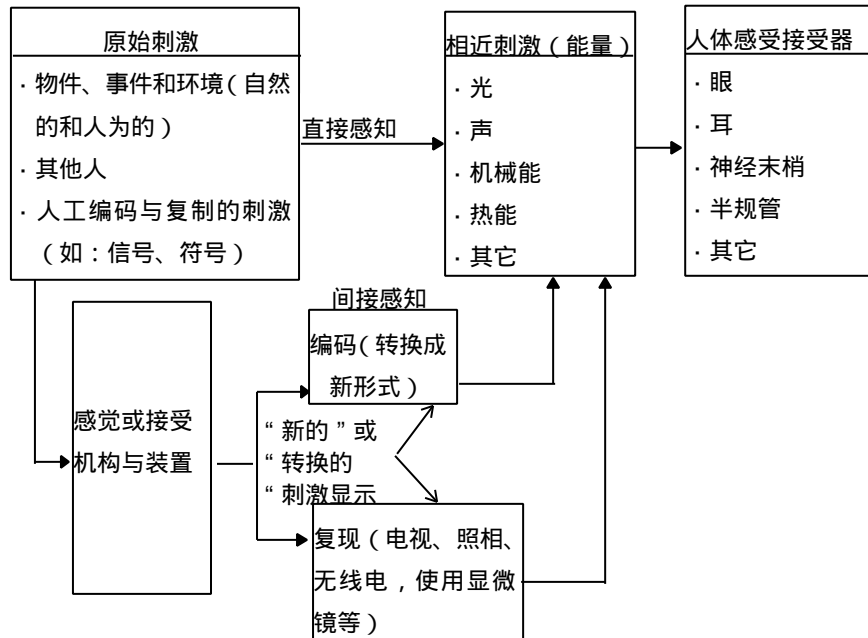 原始刺激
·物件、事件和环境(自然
的和人为的)
·其他人
·人工编码与复制的刺激
(如:信号、符号)
直接感知
相近刺激(能量)
·光
·声
·机械能
·热能
·其它
人体感受接受器
·眼
·耳
·神经末梢
·半规管
·其它
感觉或接受
机构与装置
间接感知
编码(转换成
新形式)
“新的”或
“转换的
“刺激显示
复现(电视、照相、
无线电,使用显微
镜等)